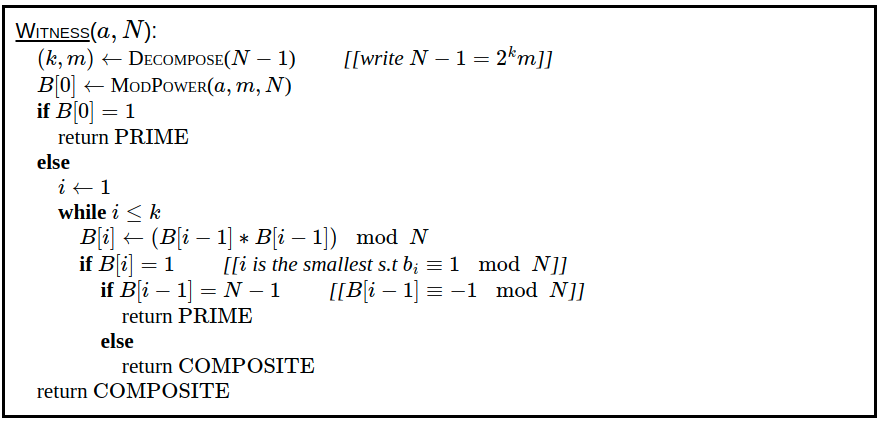 WITNESS(a, N):
(k, m) ← DECOMPOSE(N − 1) [[write N − 1 = 2^k m]]
B[0] ← MODPOWER(a, m, N)
if B[0] = 1
return PRIME
else
i ← 1
while i ≤ k
B[i] ← (B[i − 1] ∗ B[i − 1]) mod N
if B[i] = 1 [[i is the smallest s.t b_i ≡ 1 mod N]]
if B[i − 1] = N − 1 [[B[i − 1] ≡ −1 mod N]]
return PRIME
else
return COMPOSITE
return COMPOSITE